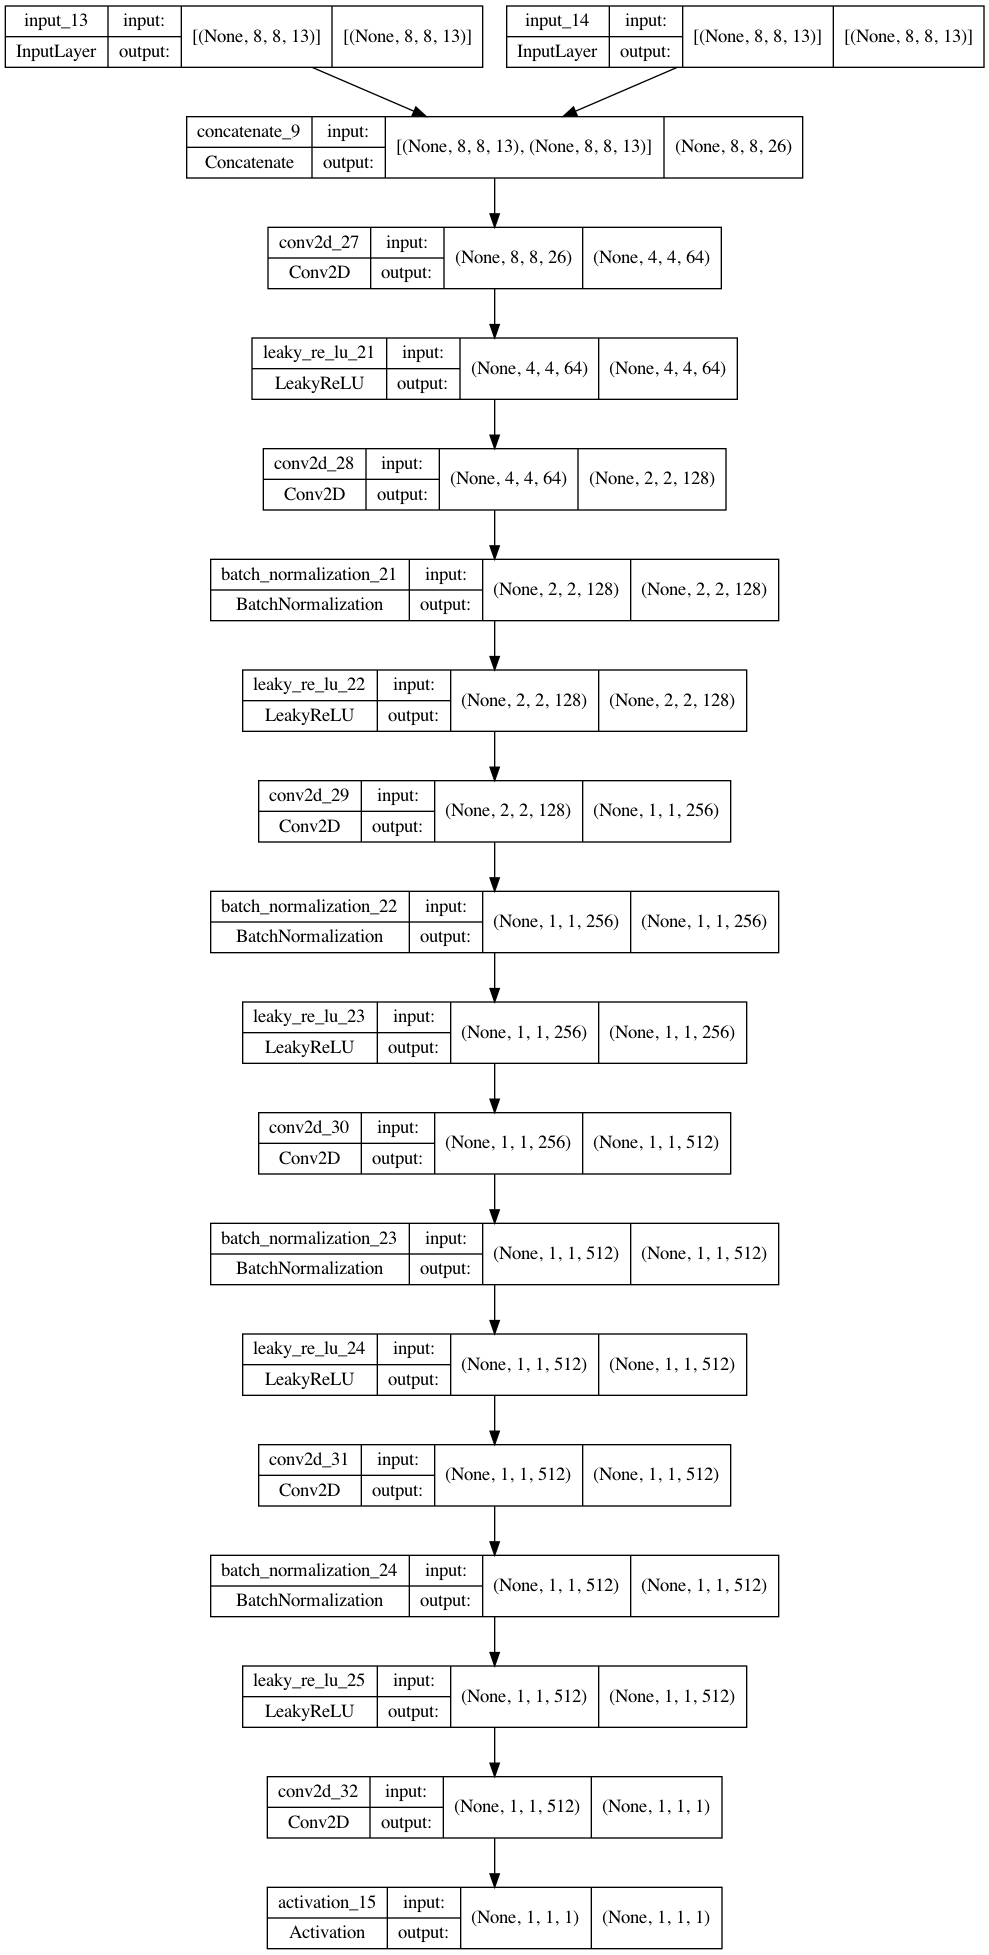 input_13 input: [(None, 8, 8, 13)] [(None, 8, 8, 13)]
InputLayer output:
input_14 input: [(None, 8, 8, 13)] [(None, 8, 8, 13)]
InputLayer output:
concatenate_9 input: [(None, 8, 8, 13), (None, 8, 8, 13)] (None, 8, 8, 26)
Concatenate output:
conv2d_27 input: (None, 8, 8, 26) (None, 4, 4, 64)
Conv2D output:
leaky_re_lu_21 input: (None, 4, 4, 64) (None, 4, 4, 64)
LeakyReLU output:
conv2d_28 input: (None, 4, 4, 64) (None, 2, 2, 128)
Conv2D output:
batch_normalization_21 input: (None, 2, 2, 128) (None, 2, 2, 128)
BatchNormalization output:
leaky_re_lu_22 input: (None, 2, 2, 128) (None, 2, 2, 128)
LeakyReLU output:
conv2d_29 input: (None, 2, 2, 128) (None, 1, 1, 256)
Conv2D output:
batch_normalization_22 input: (None, 1, 1, 256) (None, 1, 1, 256)
BatchNormalization output:
leaky_re_lu_23 input: (None, 1, 1, 256) (None, 1, 1, 256)
LeakyReLU output:
conv2d_30 input: (None, 1, 1, 256) (None, 1, 1, 512)
Conv2D output:
batch_normalization_23 input: (None, 1, 1, 512) (None, 1, 1, 512)
BatchNormalization output:
leaky_re_lu_24 input: (None, 1, 1, 512) (None, 1, 1, 512)
LeakyReLU output:
conv2d_31 input: (None, 1, 1, 512) (None, 1, 1, 512)
Conv2D output:
batch_normalization_24 input: (None, 1, 1, 512) (None, 1, 1, 512)
BatchNormalization output:
leaky_re_lu_25 input: (None, 1, 1, 512) (None, 1, 1, 512)
LeakyReLU output:
conv2d_32 input: (None, 1, 1, 512) (None, 1, 1, 1)
Conv2D output:
activation_15 input: (None, 1, 1, 1) (None, 1, 1, 1)
Activation output: